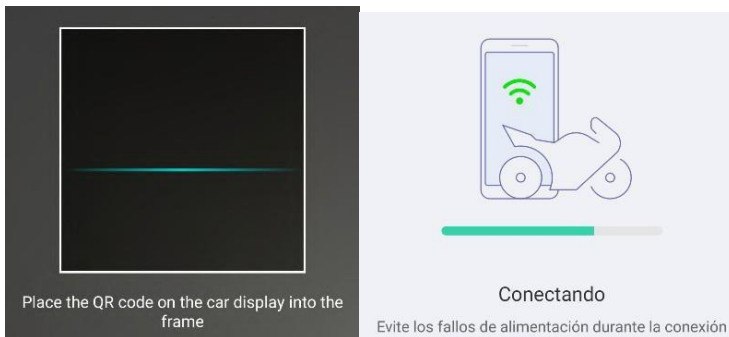 Place the QR code on the car display into the
frame
Conectando
Evite los fallos de alimentación durante la conexión